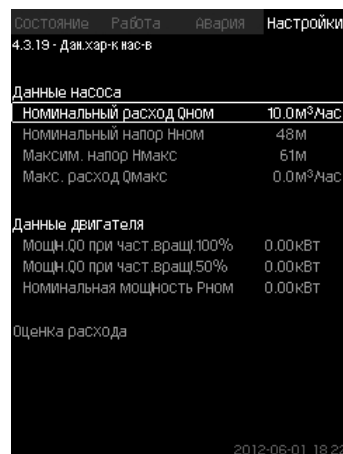 Состояние Работа Авария Настройки
4.3.19 - Дан.хар-к нас-в
Данные насоса
Номинальный расход Qном 10.0м³/час
Номинальный напор Hном 48м
Максим. напор Hмакс 61м
Макс. расход Qмакс 0.0м³/час
Данные двигателя
Мощн.Q0 при част.вращ.100% 0.00кВт
Мощн.Q0 при част.вращ.50% 0.00кВт
Номинальная мощность Pном 0.00кВт
Оценка расхода
2012-06-01 18:22